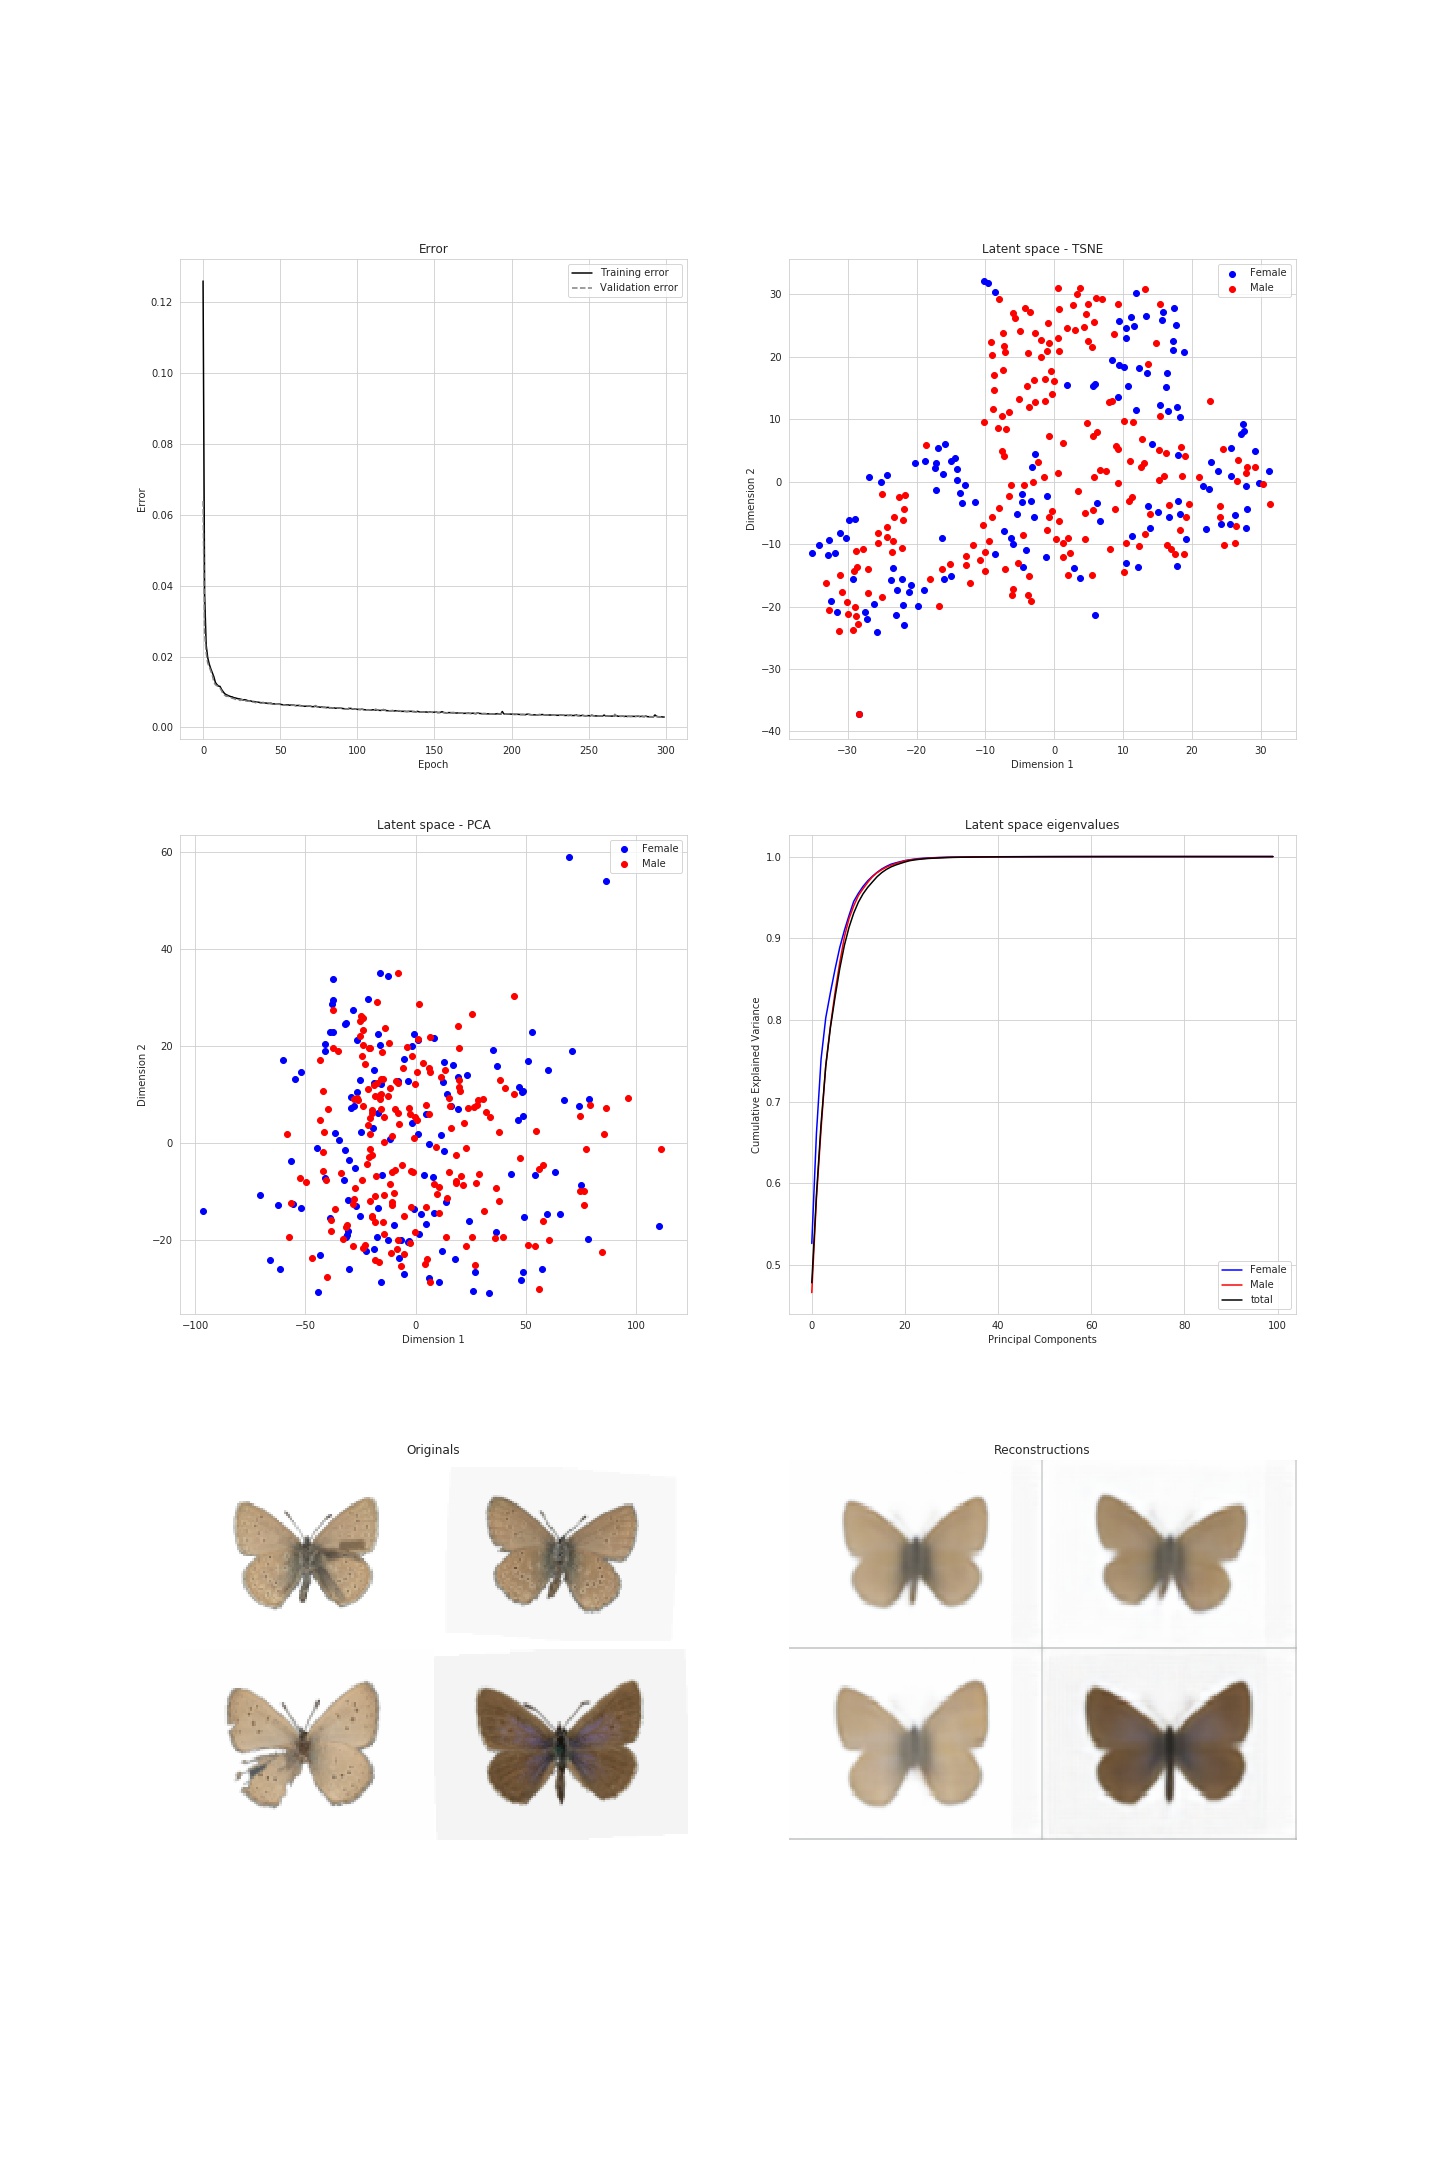 Error
Training error
Validation error
0.12
0.10
0.08
0.06
0.04
0.02
0.00
Error
0 50 100 150 200 250 300
Epoch
Latent space - TSNE
Female
Male
30
20
10
0
−10
−20
−30
−40
Dimension 2
−30 −20 −10 0 10 20 30
Dimension 1
Latent space - PCA
Female
Male
60
40
20
0
−20
Dimension 2
−100 −50 0 50 100
Dimension 1
Latent space eigenvalues
1.0
0.9
0.8
0.7
0.6
0.5
Cumulative Explained Variance
Female
Male
total
0 20 40 60 80 100
Principal Components
Originals
Reconstructions